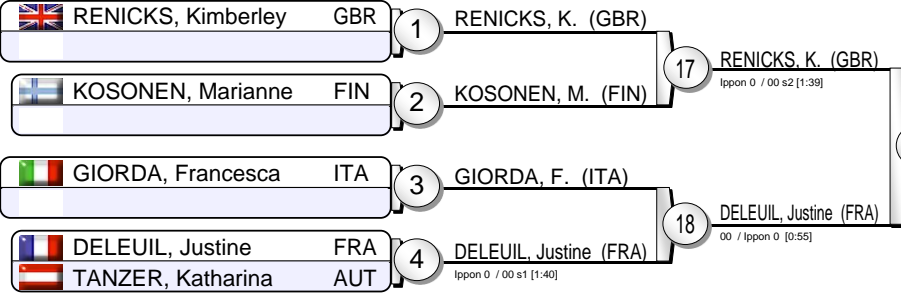 RENICKS, Kimberley GBR
1
RENICKS, K. (GBR)
KOSONEN, Marianne FIN
2
KOSONEN, M. (FIN)
17
RENICKS, K. (GBR)
Ippon 0 / 00 s2 [1:39]
GIORDA, Francesca ITA
3
GIORDA, F. (ITA)
DELEUIL, Justine FRA
TANZER, Katharina AUT
4
DELEUIL, Justine (FRA)
Ippon 0 / 00 s1 [1:40]
18
DELEUIL, Justine (FRA)
00 / Ippon 0 [0:55]